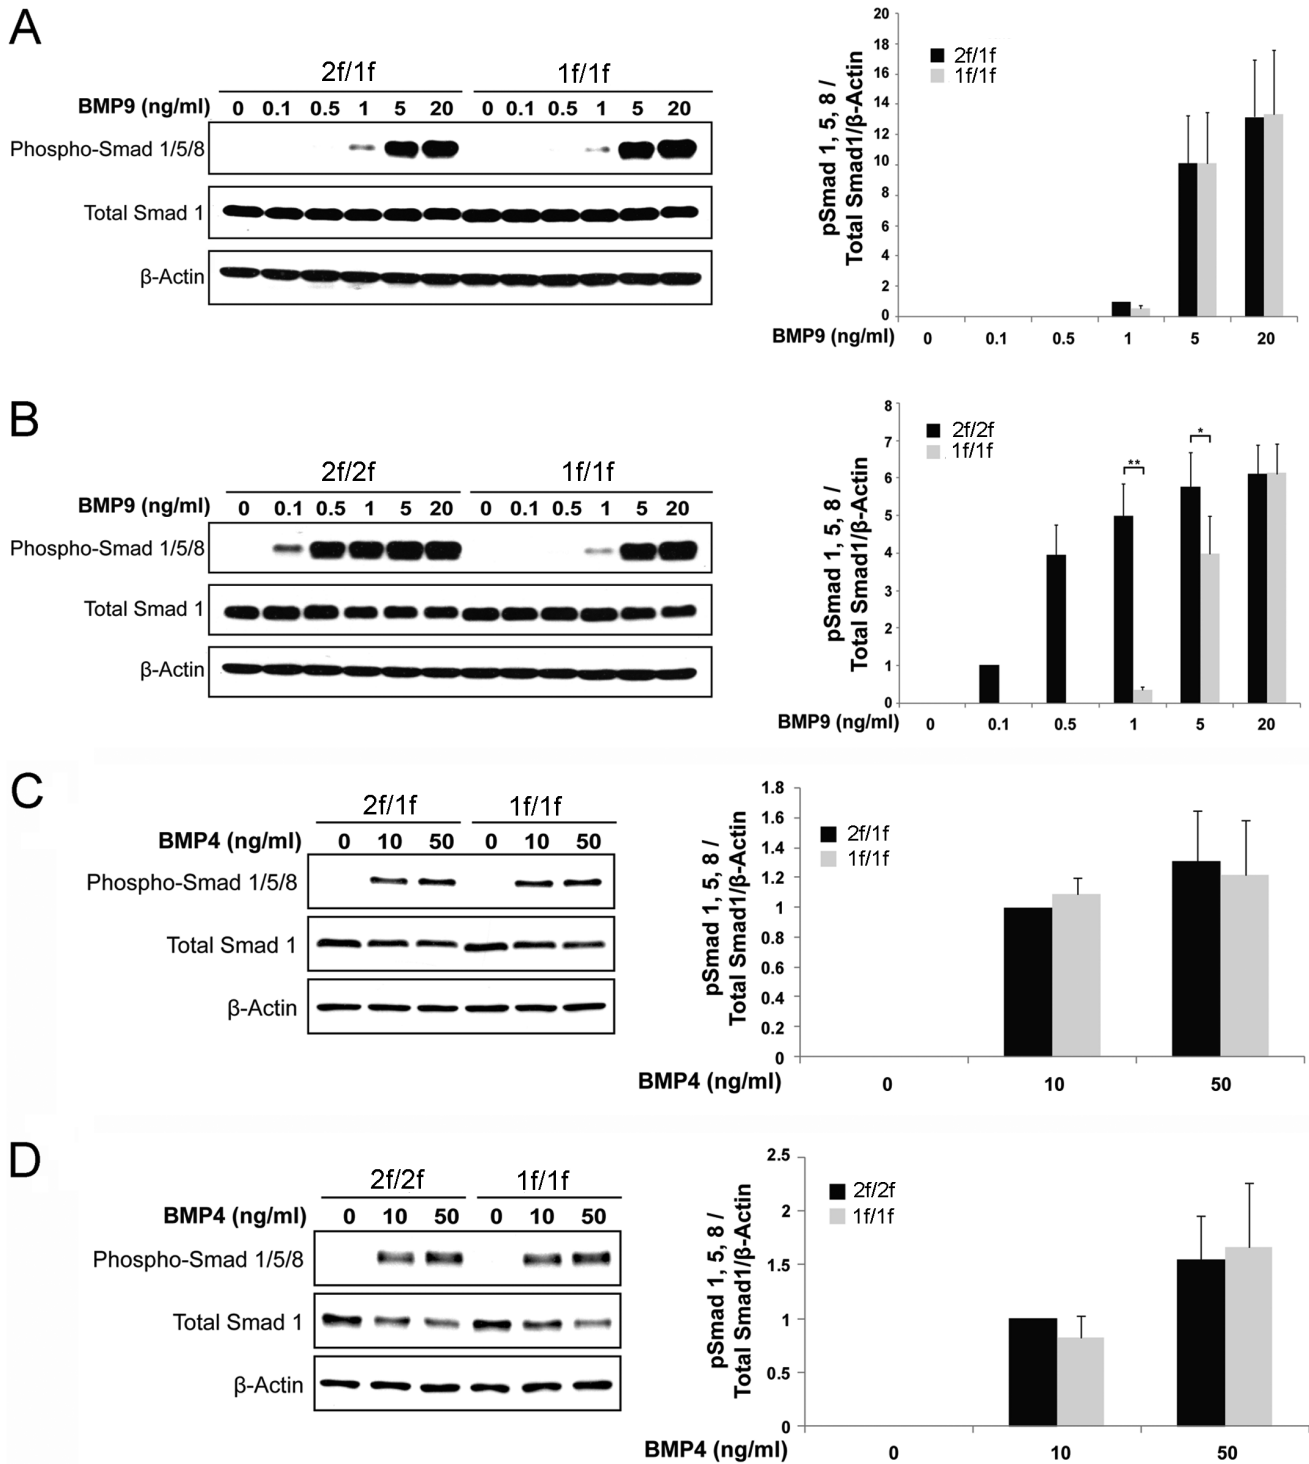 A
2f/1f 1f/1f
BMP9 (ng/ml) 0 0.1 0.5 1 5 20 0 0.1 0.5 1 5 20
Phospho-Smad 1/5/8
Total Smad 1
β-Actin
pSmad 1, 5, 8 /
Total Smad1/β-Actin
20
18
16
14
12
10
8
6
4
2
0
2f/1f
1f/1f
BMP9 (ng/ml) 0 0.1 0.5 1 5 20
B
2f/2f 1f/1f
BMP9 (ng/ml) 0 0.1 0.5 1 5 20 0 0.1 0.5 1 5 20
Phospho-Smad 1/5/8
Total Smad 1
β-Actin
pSmad 1, 5, 8 /
Total Smad1/β-Actin
8
7
6
5
4
3
2
1
0
2f/2f
1f/1f
**
*
BMP9 (ng/ml) 0 0.1 0.5 1 5 20
C
2f/1f 1f/1f
BMP4 (ng/ml) 0 10 50 0 10 50
Phospho-Smad 1/5/8
Total Smad 1
β-Actin
pSmad 1, 5, 8 /
Total Smad1/β-Actin
1.8
1.6
1.4
1.2
1
0.8
0.6
0.4
0.2
0
2f/1f
1f/1f
BMP4 (ng/ml) 0 10 50
D
2f/2f 1f/1f
BMP4 (ng/ml) 0 10 50 0 10 50
Phospho-Smad 1/5/8
Total Smad 1
β-Actin
pSmad 1, 5, 8 /
Total Smad1/β-Actin
2.5
2
1.5
1
0.5
0
2f/2f
1f/1f
BMP4 (ng/ml) 0 10 50